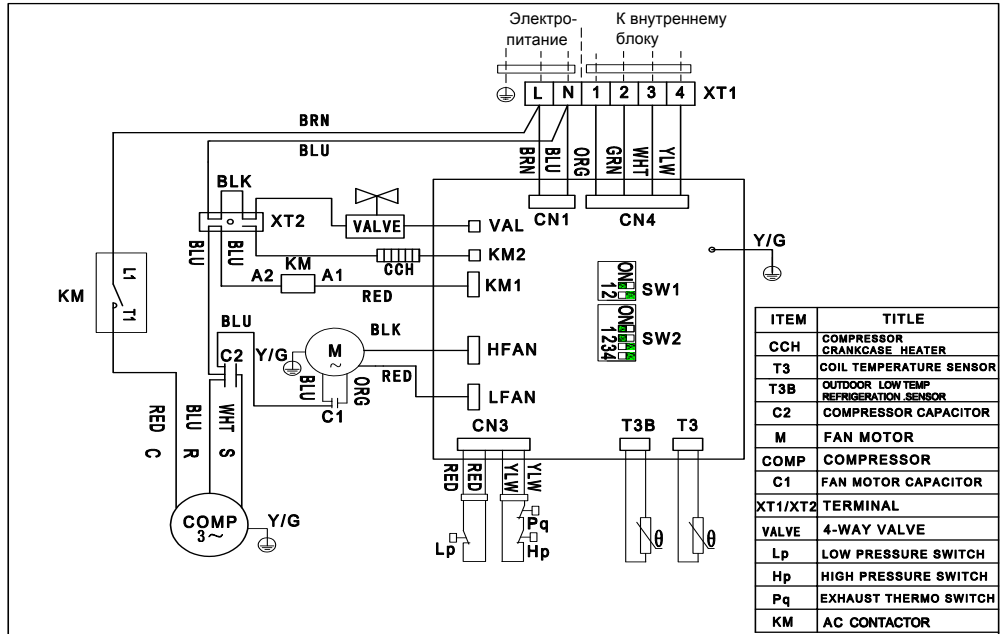 Электро-
питание
К внутреннему
блоку
L N 1 2 3 4 XT1
BRN
BLU
BRN
BLU
ORG
GRN
WHT
YLW
CN1
CN4
BLK
XT2
VALVE
VAL
Y/G
CCH
KM2
BLU
BLU
KM
A2
A1
KM1
RED
KM
L1
T1
ON
12
SW1
ON
1234
SW2
BLU
BLK
C2
Y/G
M
~
HFAN
RED
BLU
ORG
LFAN
C1
RED C
BLU R
WHT S
CN3
T3B
T3
RED
RED
YLW
YLW
COMP
3~
Y/G
Lp
Pq
Hp
θ
θ
ITEM TITLE
CCH COMPRESSOR
CRANKCASE HEATER
T3 COIL TEMPERATURE SENSOR
T3B OUTDOOR LOW TEMP
REFRIGERATION .SENSOR
C2 COMPRESSOR CAPACITOR
M FAN MOTOR
COMP COMPRESSOR
C1 FAN MOTOR CAPACITOR
XT1/XT2 TERMINAL
VALVE 4-WAY VALVE
Lp LOW PRESSURE SWITCH
Hp HIGH PRESSURE SWITCH
Pq EXHAUST THERMO SWITCH
KM AC CONTACTOR